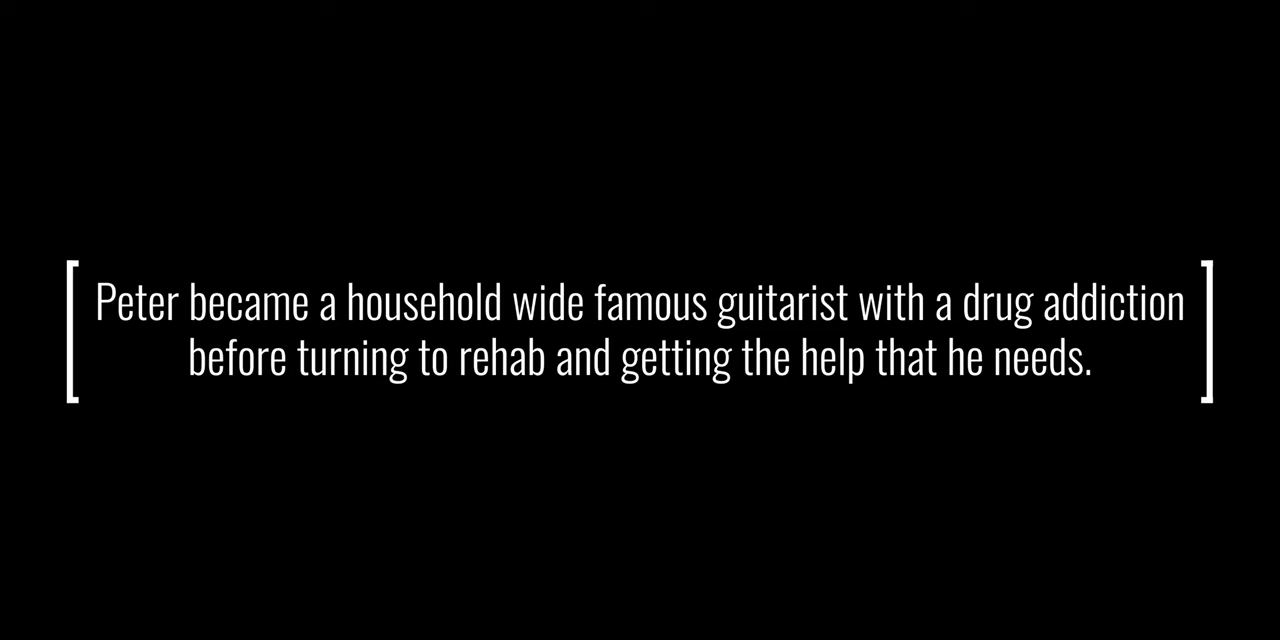 Peter became a household wide famous guitarist with a drug addiction
before turning to rehab and getting the help that he needs.